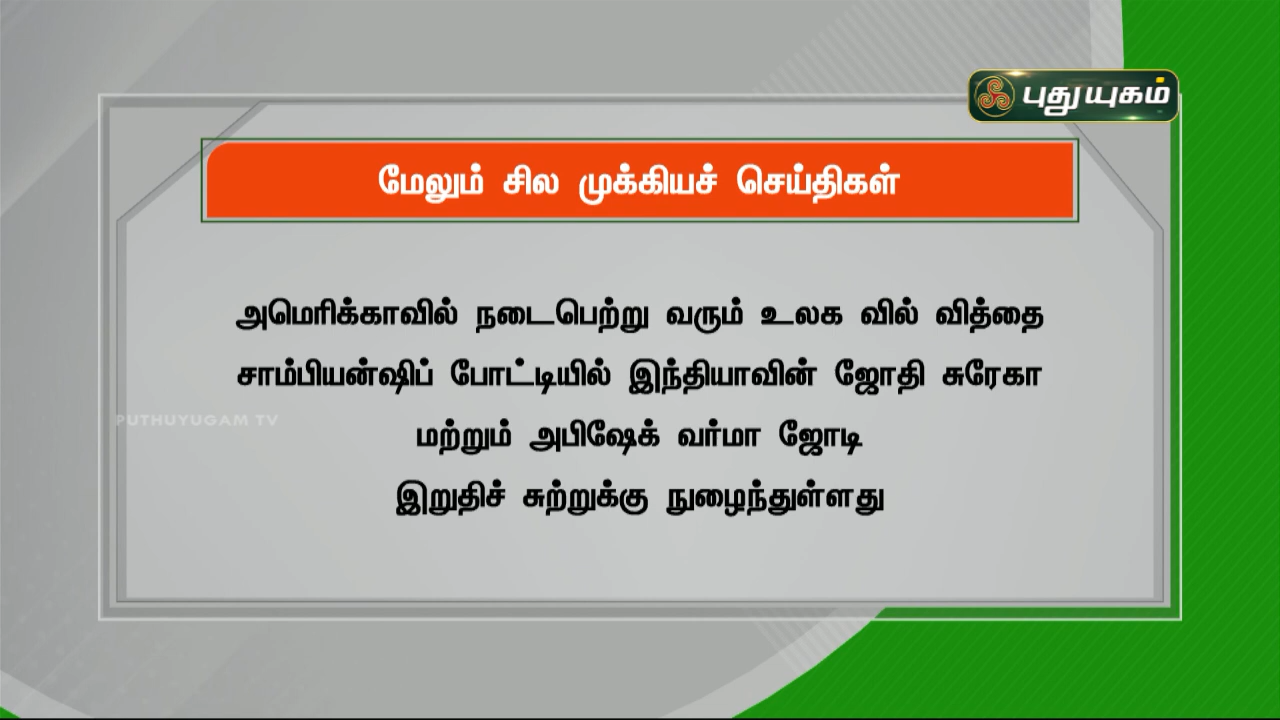 புதுயுகம்
மேலும் சில முக்கியச் செய்திகள்
அமெரிக்காவில் நடைபெற்று வரும் உலக வில் வித்தை
சாம்பியன்ஷிப் போட்டியில் இந்தியாவின் ஜோதி சுரேகா
PUTHUYUGAM TV
மற்றும் அபிஷேக் வர்மா ஜோடி
இறுதிச் சுற்றுக்கு நுழைந்துள்ளது